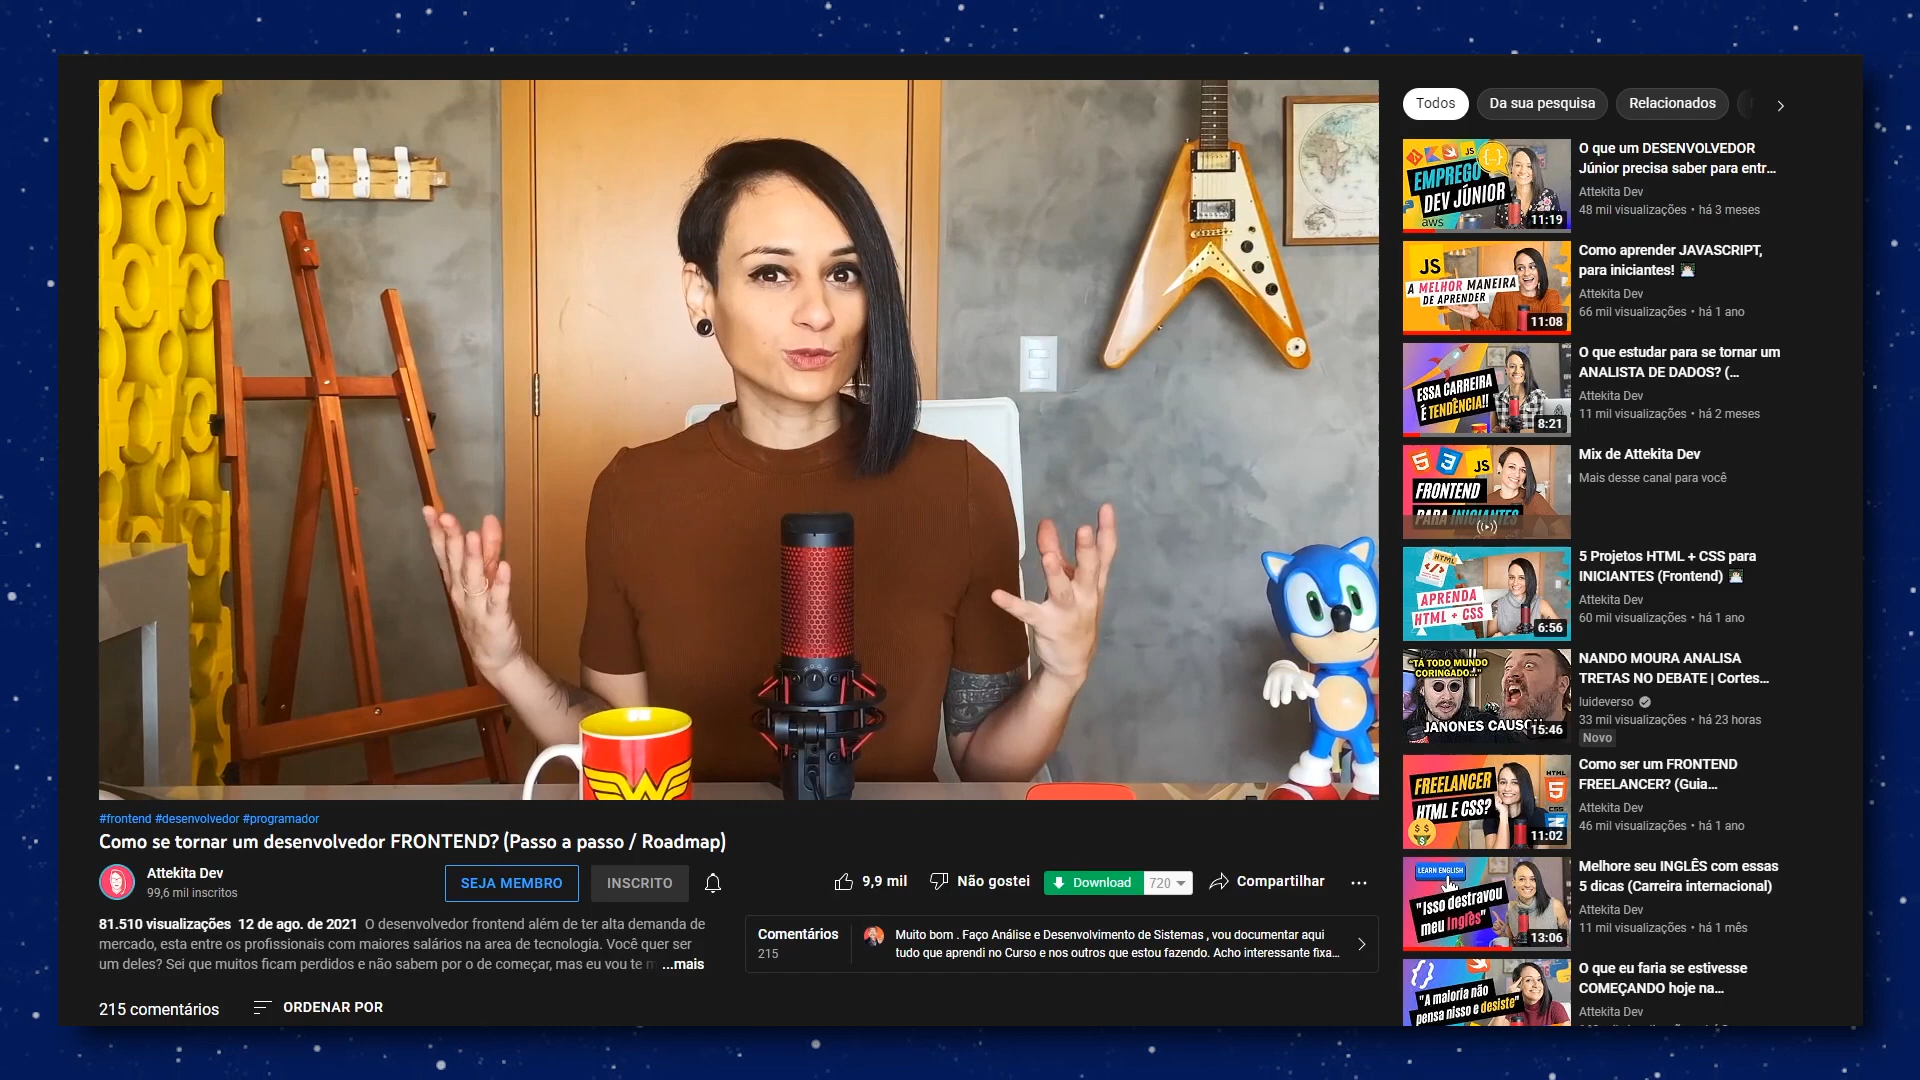 #frontend #desenvolvedor #programador
Como se tornar um desenvolvedor FRONTEND? (Passo a passo / Roadmap)
Attekita Dev
99,6 mil inscritos
SEJA MEMBRO
INSCRITO
9,9 mil
Não gostei
Download
720
Compartilhar
81.510 visualizações 12 de ago. de 2021 O desenvolvedor frontend além de ter alta demanda de
mercado, esta entre os profissionais com maiores salários na area de tecnologia. Você quer ser
um deles? Sei que muitos ficam perdidos e não sabem por o de começar, mas eu vou te ...mais
Comentários
215
Muito bom . Faço Análise e Desenvolvimento de Sistemas , vou documentar aqui
tudo que aprendi no Curso e nos outros que estou fazendo. Acho interessante fixa...
215 comentários
ORDENAR POR
Todos
Da sua pesquisa
Relacionados
JS
EMPREGO
DEV JÚNIOR
aws
11:19
O que um DESENVOLVEDOR
Júnior precisa saber para entr...
Attekita Dev
48 mil visualizações • há 3 meses
JS
A MELHOR MANEIRA
DE APRENDER
11:08
Como aprender JAVASCRIPT,
para iniciantes!
Attekita Dev
66 mil visualizações • há 1 ano
ESSA CARREIRA
É TENDÊNCIA!!
8:21
O que estudar para se tornar um
ANALISTA DE DADOS? (...
Attekita Dev
11 mil visualizações • há 2 meses
5 3 JS
FRONTEND
PARA INICIANTES
Mix de Attekita Dev
Mais desse canal para você
HTML
APRENDA
HTML + CSS
6:56
5 Projetos HTML + CSS para
INICIANTES (Frontend)
Attekita Dev
60 mil visualizações • há 1 ano
"TÁ TODO MUNDO
CORINGADO..."
JANONES CAUSO
15:46
NANDO MOURA ANALISA
TRETAS NO DEBATE | Cortes...
luideverso
33 mil visualizações • há 23 horas
Novo
FREELANCER
HTML E CSS?
HTML
5
CSS
11:02
Como ser um FRONTEND
FREELANCER? (Guia...
Attekita Dev
46 mil visualizações • há 1 ano
LEARN ENGLISH
"Isso destravou
meu Inglês"
13:06
Melhore seu INGLÊS com essas
5 dicas (Carreira internacional)
Attekita Dev
11 mil visualizações • há 1 mês
"A maioria não
pensa nisso e desiste"
O que eu faria se estivesse
COMEÇANDO hoje na...
Attekita Dev